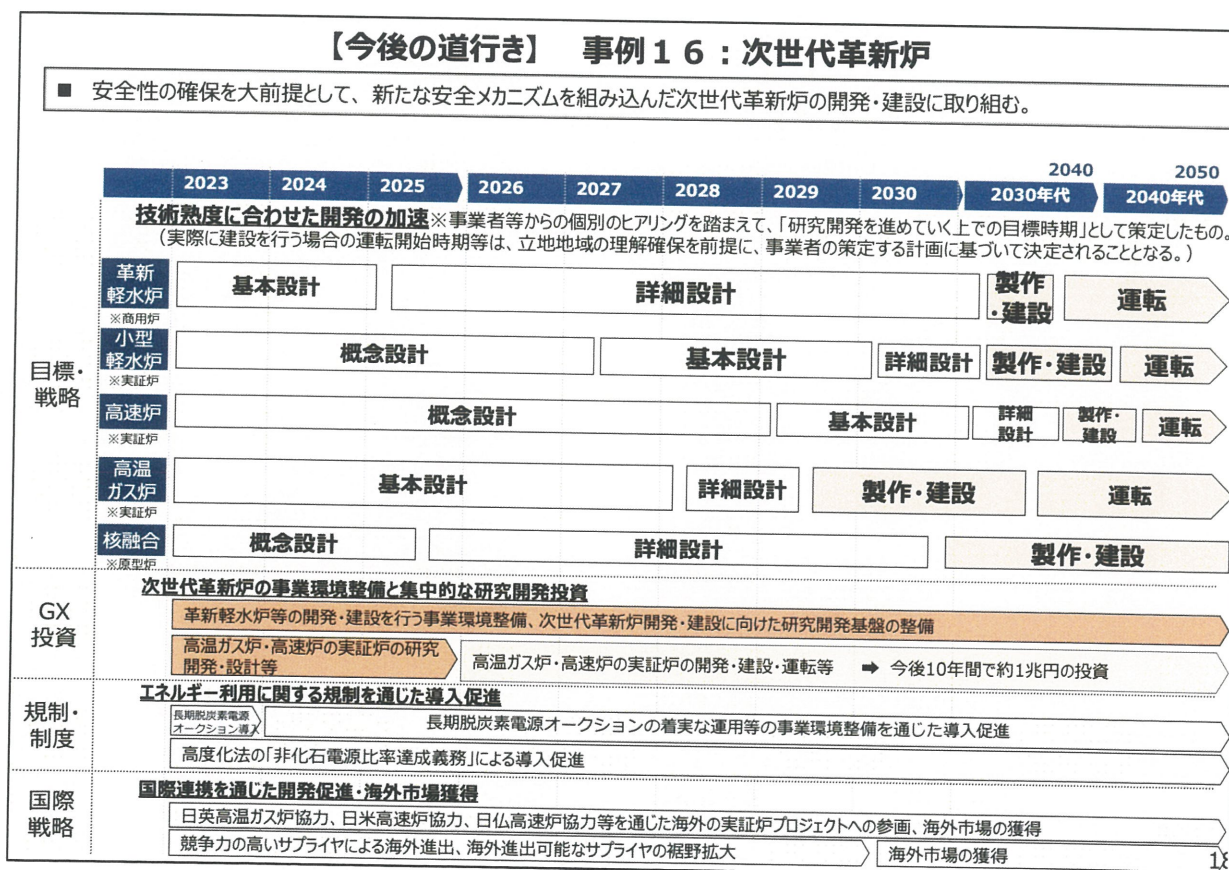 【今後の道行き】　事例１６：次世代革新炉
■ 安全性の確保を大前提として、新たな安全メカニズムを組み込んだ次世代革新炉の開発・建設に取り組む。
2040 2050
2023 2024 2025 2026 2027 2028 2029 2030 2030年代 2040年代
目標・
戦略
技術熟度に合わせた開発の加速※事業者等からの個別のヒアリングを踏まえて、「研究開発を進めていく上での目標時期」として策定したもの。
（実際に建設を行う場合の運転開始時期等は、立地地域の理解確保を前提に、事業者の策定する計画に基づいて決定されることとなる。）
革新
軽水炉
※商用炉
基本設計 詳細設計 製作
・建設 運転
小型
軽水炉
※実証炉
概念設計 基本設計 詳細設計 製作・建設 運転
高速炉
※実証炉
概念設計 基本設計 詳細
設計 製作・
建設 運転
高温
ガス炉
※実証炉
基本設計 詳細設計 製作・建設 運転
核融合
※原型炉
概念設計 詳細設計 製作・建設
GX
投資
次世代革新炉の事業環境整備と集中的な研究開発投資
革新軽水炉等の開発・建設を行う事業環境整備、次世代革新炉開発・建設に向けた研究開発基盤の整備
高温ガス炉・高速炉の実証炉の研究
開発・設計等
高温ガス炉・高速炉の実証炉の開発・建設・運転等 ➡ 今後10年間で約1兆円の投資
規制・
制度
エネルギー利用に関する規制を通じた導入促進
長期脱炭素電源
オークション導入
長期脱炭素電源オークションの着実な運用等の事業環境整備を通じた導入促進
高度化法の「非化石電源比率達成義務」による導入促進
国際
戦略
国際連携を通じた開発促進・海外市場獲得
日英高温ガス炉協力、日米高速炉協力、日仏高速炉協力等を通じた海外の実証炉プロジェクトへの参画、海外市場の獲得
競争力の高いサプライヤによる海外進出、海外進出可能なサプライヤの裾野拡大 海外市場の獲得